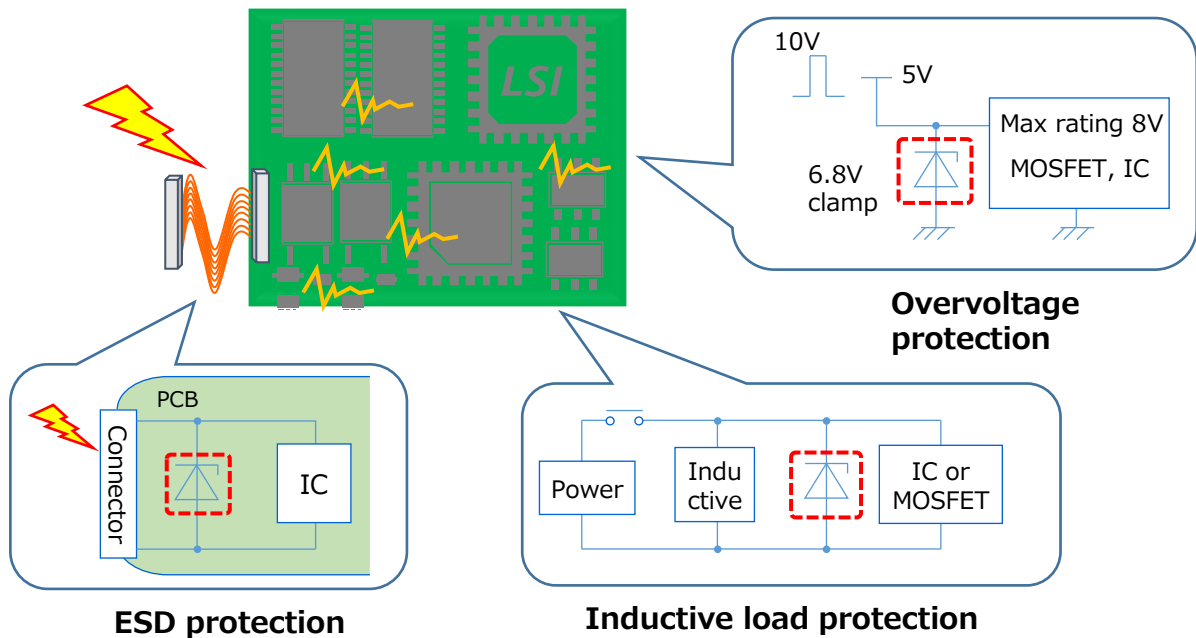 LSI
10V
5V
Max rating 8V
MOSFET, IC
6.8V
clamp
Overvoltage
protection
PCB
Connector
IC
ESD protection
Power
Indu
ctive
IC or
MOSFET
Inductive load protection